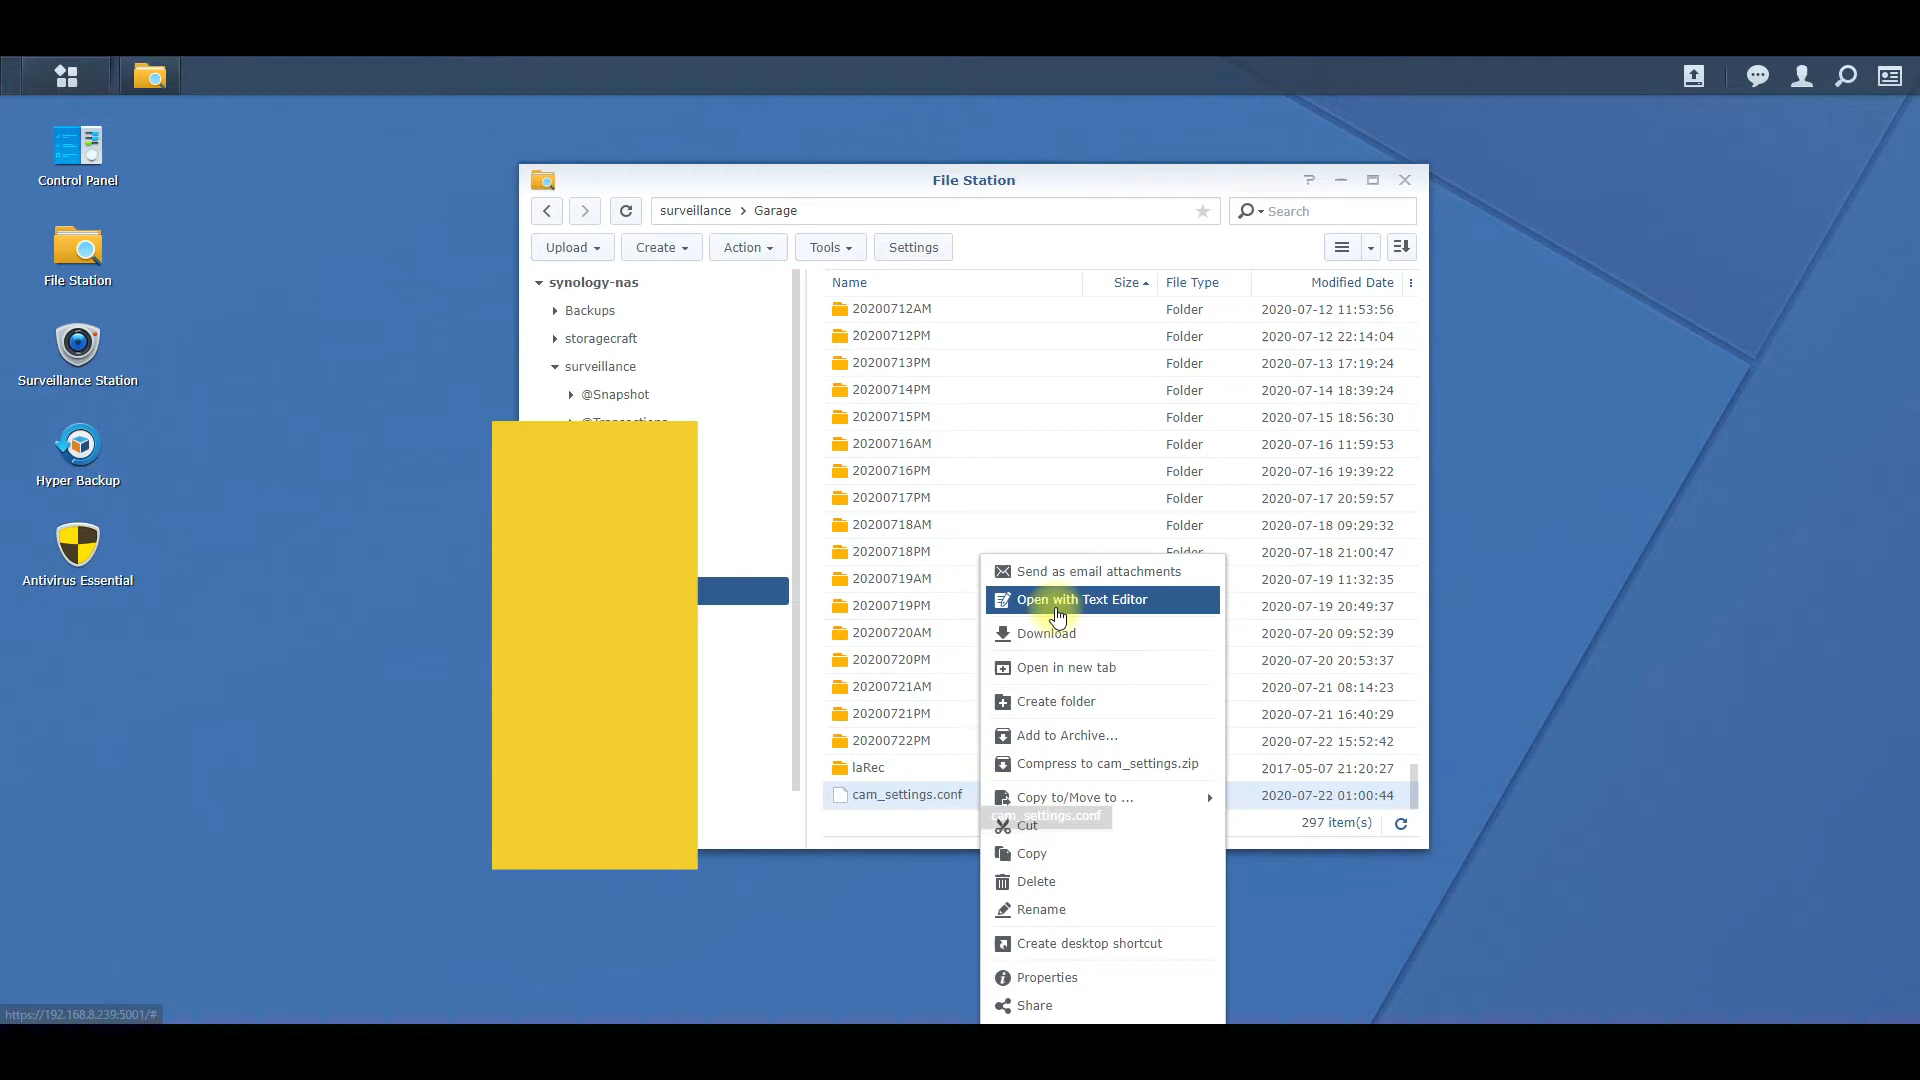 Control Panel
File Station
Surveillance Station
Hyper Backup
Antivirus Essential
File Station
surveillance > Garage
Search
Upload
Create
Action
Tools
Settings
synology-nas
Backups
storagecraft
surveillance
@Snapshot
@Transactions
Name Size File Type Modified Date
20200712AM Folder 2020-07-12 11:53:56
20200712PM Folder 2020-07-12 22:14:04
20200713PM Folder 2020-07-13 17:19:24
20200714PM Folder 2020-07-14 18:39:24
20200715PM Folder 2020-07-15 18:56:30
20200716AM Folder 2020-07-16 11:59:53
20200716PM Folder 2020-07-16 19:39:22
20200717PM Folder 2020-07-17 20:59:57
20200718AM Folder 2020-07-18 09:29:32
20200718PM Folder 2020-07-18 21:00:47
20200719AM 2020-07-19 11:32:35
20200719PM 2020-07-19 20:49:37
20200720AM 2020-07-20 09:52:39
20200720PM 2020-07-20 20:53:37
20200721AM 2020-07-21 08:14:23
20200721PM 2020-07-21 16:40:29
20200722PM 2020-07-22 15:52:42
laRec 2017-05-07 21:20:27
cam_settings.conf 2020-07-22 01:00:44
297 item(s)
Send as email attachments
Open with Text Editor
Download
Open in new tab
Create folder
Add to Archive...
Compress to cam_settings.zip
Copy to/Move to ...
cam_settings.conf
Cut
Copy
Delete
Rename
Create desktop shortcut
Properties
Share
https://192.168.8.239:5001/#